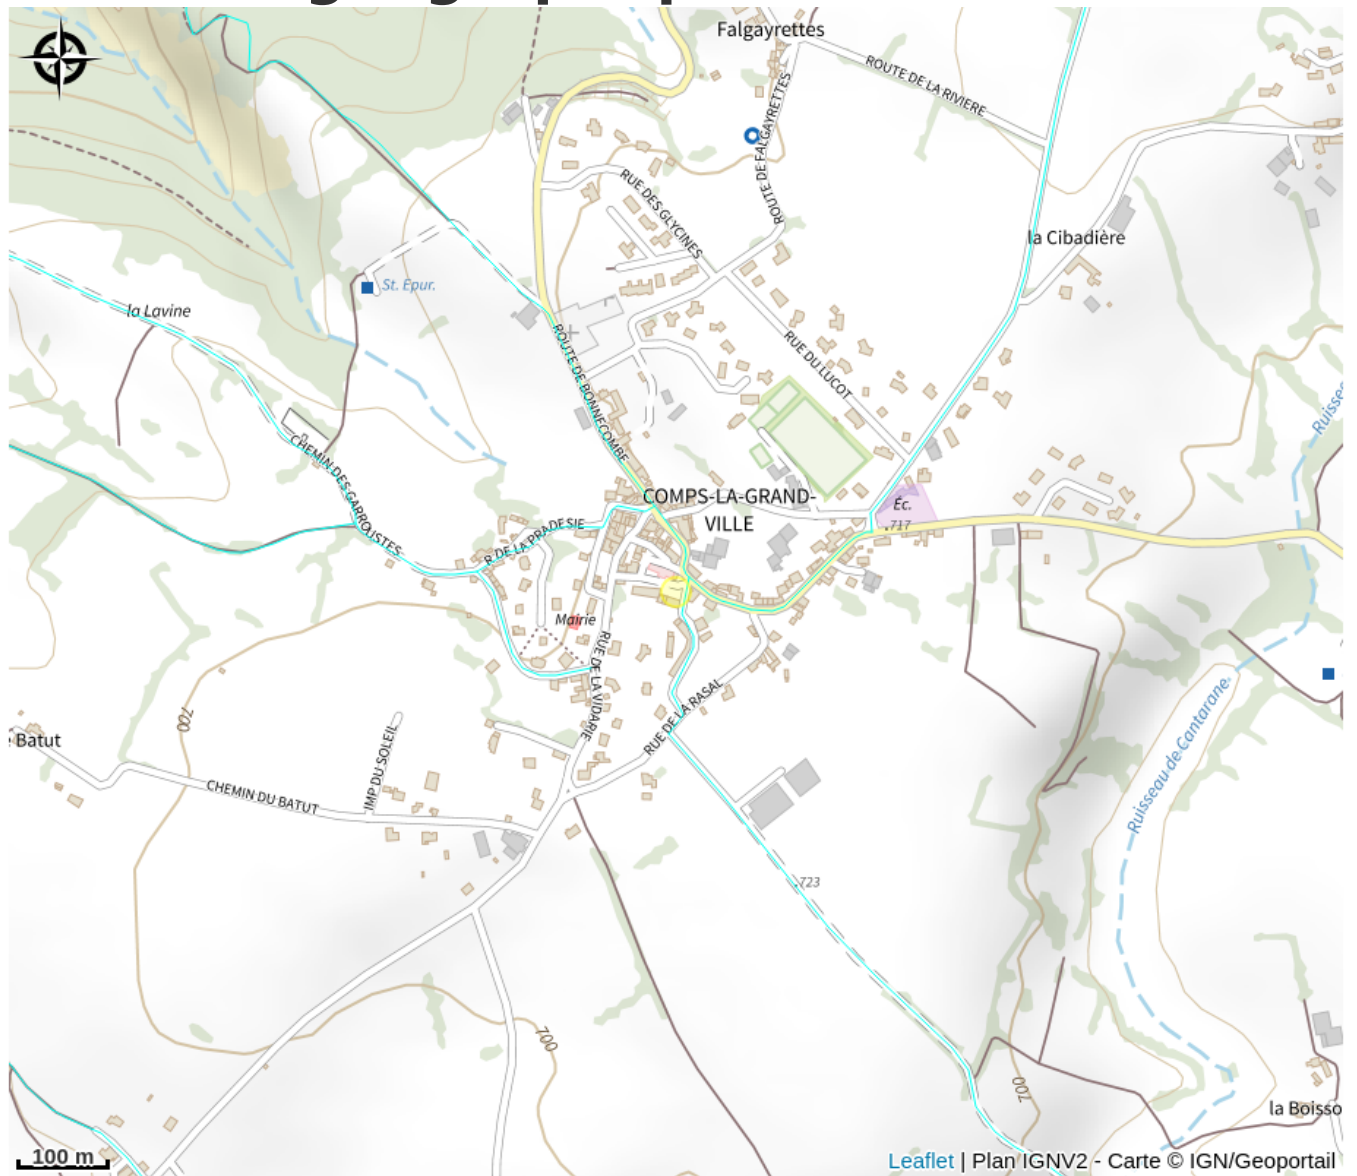 Falgayrettes
ROUTE DE LA RIVIERE
ROUTE DE FALGAYRETTES
RUE DES GLYCINES
la Cibadière
St. Epur.
la Lavine
ROUTE DE BONNECOMBE
RUE DU LUCOT
Ruisse
CHEMIN DES GARROUSTES
COMPS-LA-GRAND-
VILLE
Éc.
717
R DE LA PRADESIE
Mairie
RUE DE LA VIDARIE
RUE DE LA RASAL
Ruisseau de Cantarane
700
Batut
IMP DU SOLEIL
CHEMIN DU BATUT
723
700
700
la Boisso
100 m
Leaflet | Plan IGNV2 - Carte © IGN/Geoportail